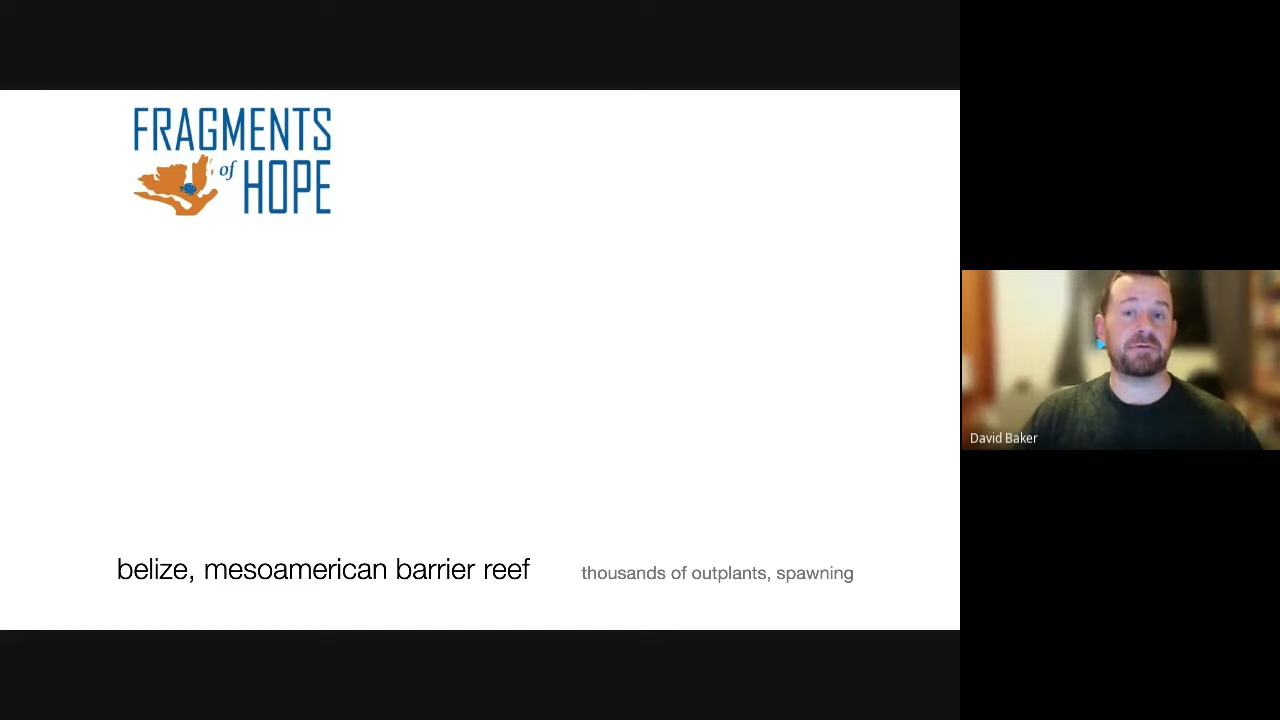 FRAGMENTS
of HOPE
belize, mesoamerican barrier reef thousands of outplants, spawning
David Baker